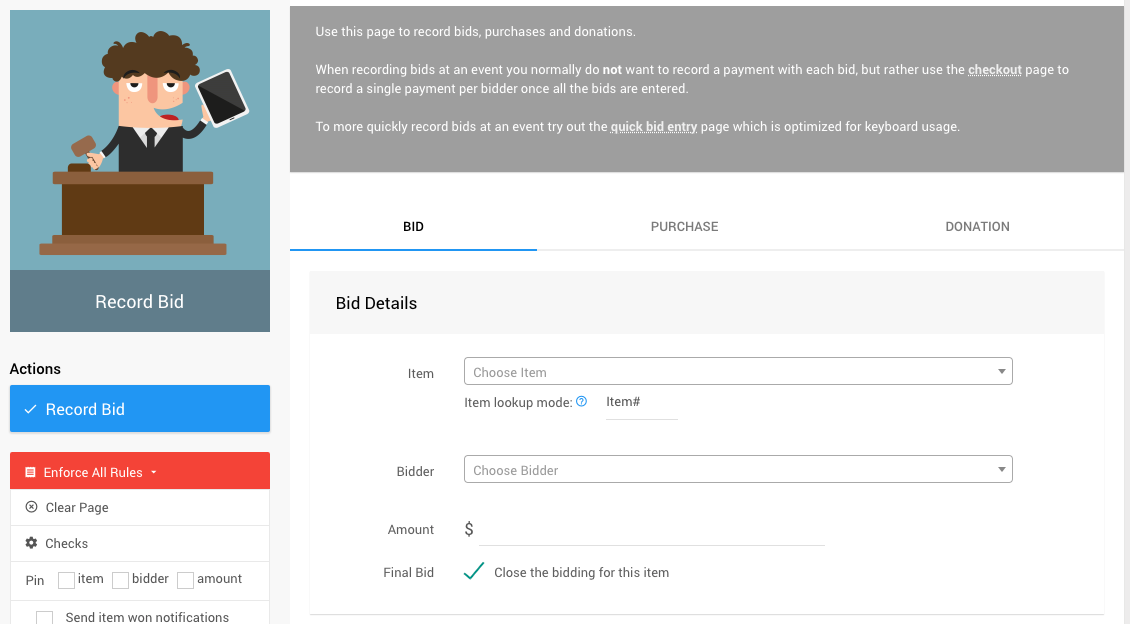 Record Bid
Actions
Record Bid
Enforce All Rules
Clear Page
Checks
Pin item bidder amount
Send item won notifications
Use this page to record bids, purchases and donations.
When recording bids at an event you normally do not want to record a payment with each bid, but rather use the checkout page to
record a single payment per bidder once all the bids are entered.
To more quickly record bids at an event try out the quick bid entry page which is optimized for keyboard usage.
BID PURCHASE DONATION
Bid Details
Item Choose Item
Item lookup mode: Item#
Bidder Choose Bidder
Amount $
Final Bid Close the bidding for this item